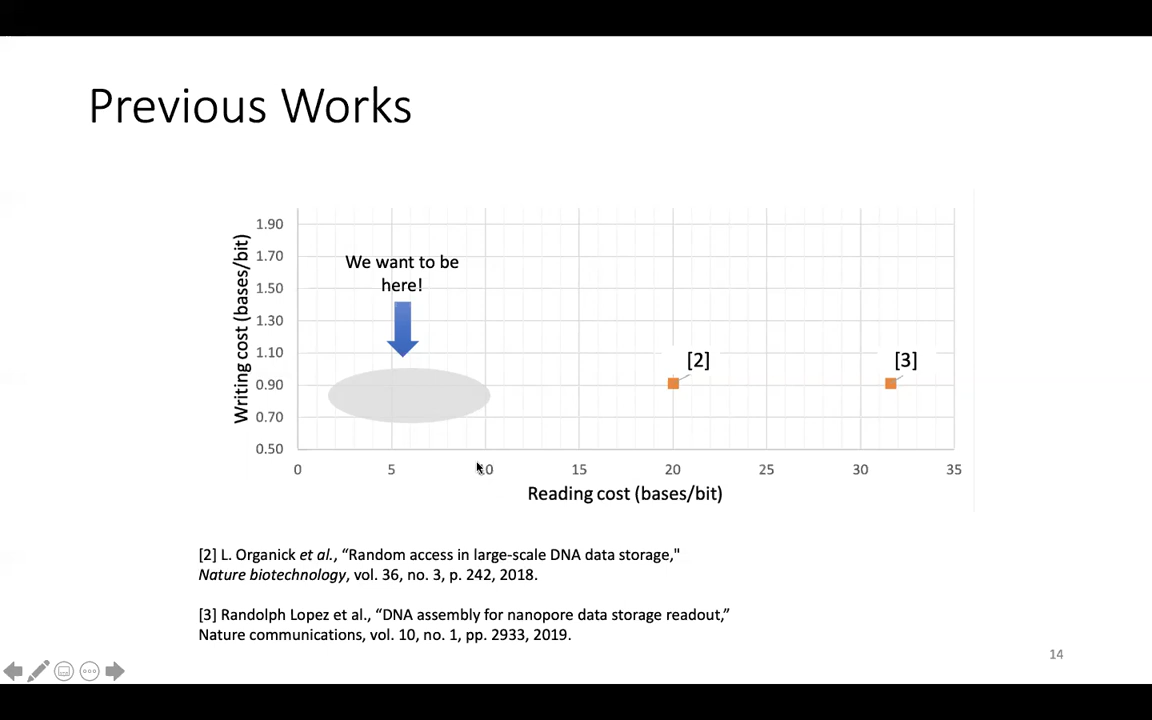 Previous Works
Writing cost (bases/bit)
1.90
1.70
1.50
1.30
1.10
0.90
0.70
0.50
We want to be
here!
[2]
[3]
0 5 10 15 20 25 30 35
Reading cost (bases/bit)
[2] L. Organick et al., “Random access in large-scale DNA data storage,"
Nature biotechnology, vol. 36, no. 3, p. 242, 2018.
[3] Randolph Lopez et al., “DNA assembly for nanopore data storage readout,”
Nature communications, vol. 10, no. 1, pp. 2933, 2019.
14